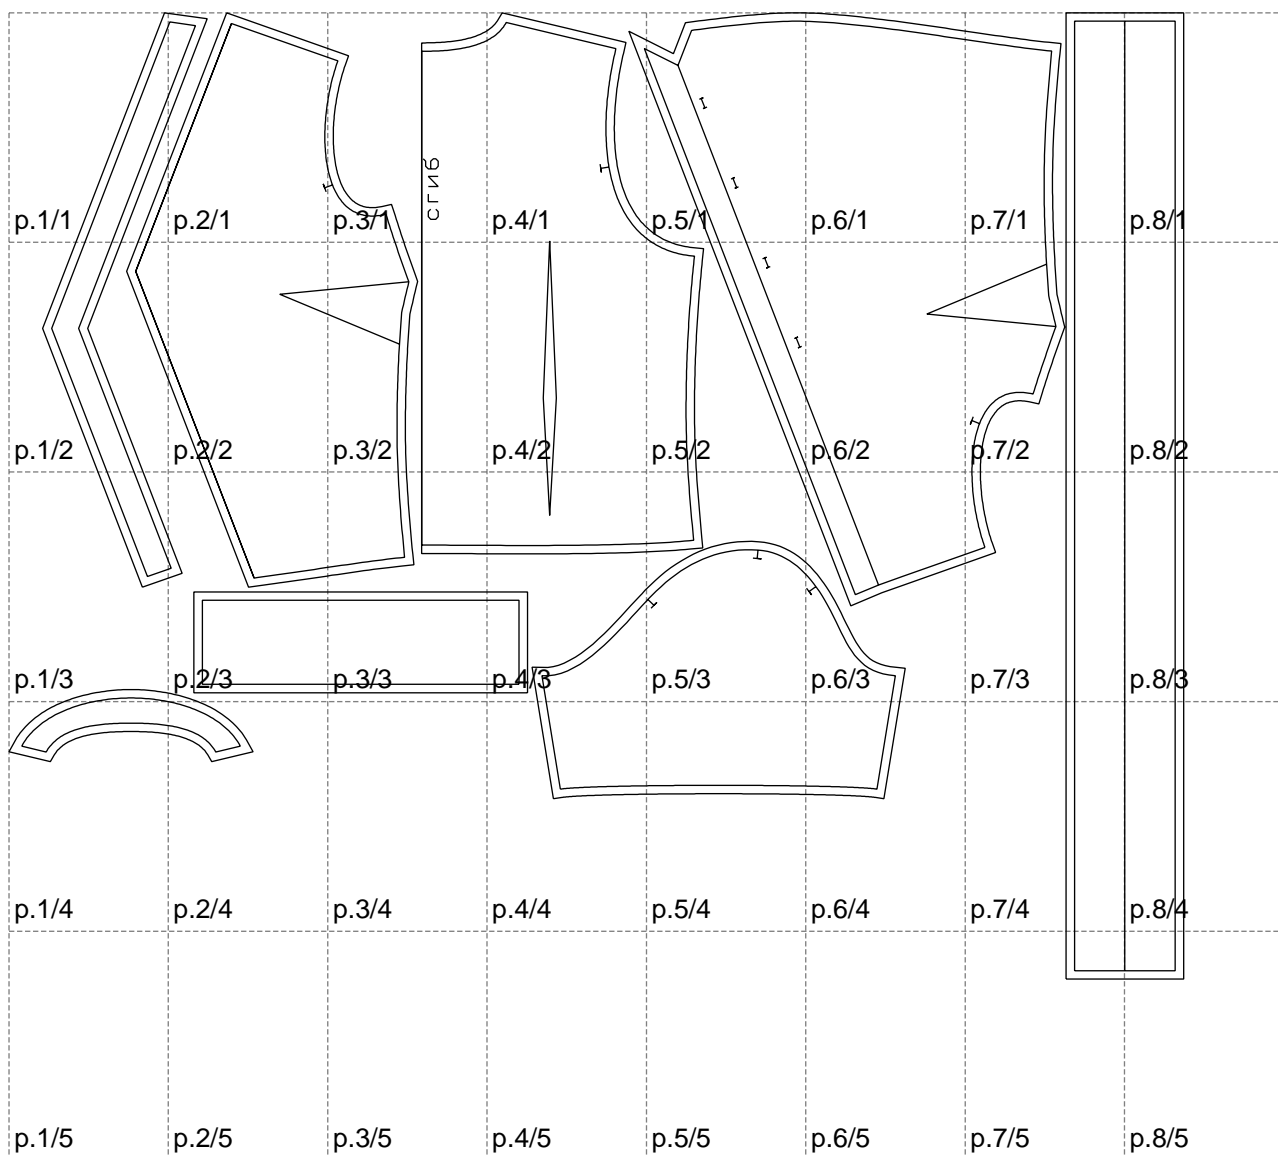 сгиб
p.1/1 p.2/1 p.3/1 p.4/1 p.5/1 p.6/1 p.7/1 p.8/1
p.1/2 p.2/2 p.3/2 p.4/2 p.5/2 p.6/2 p.7/2 p.8/2
p.1/3 p.2/3 p.3/3 p.4/3 p.5/3 p.6/3 p.7/3 p.8/3
p.1/4 p.2/4 p.3/4 p.4/4 p.5/4 p.6/4 p.7/4 p.8/4
p.1/5 p.2/5 p.3/5 p.4/5 p.5/5 p.6/5 p.7/5 p.8/5